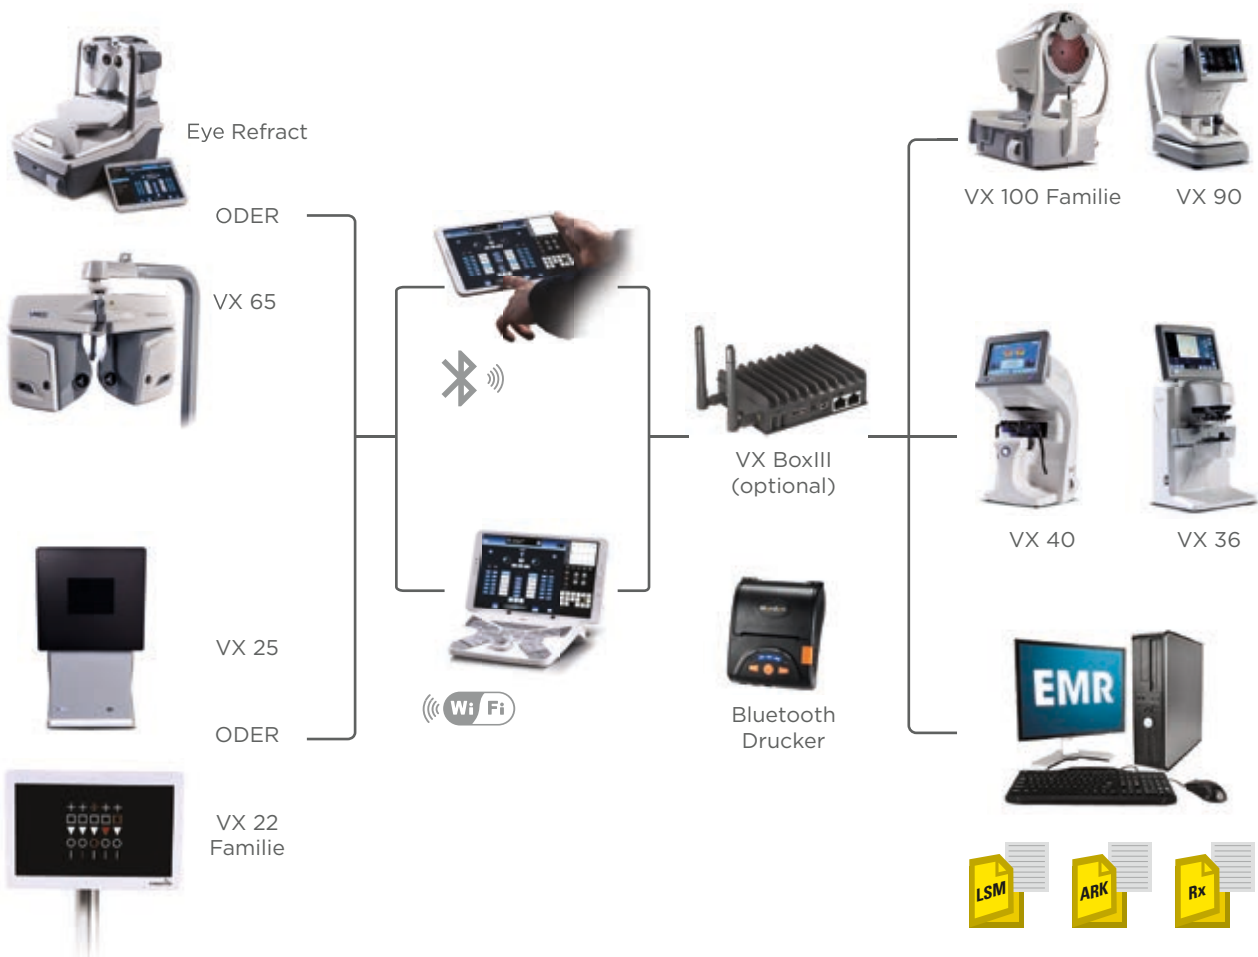 Eye Refract
ODER
VX 65
VX 25
ODER
VX 22
Familie
Wi Fi
VX BoxIII
(optional)
Bluetooth
Drucker
VX 100 Familie
VX 90
VX 40
VX 36
EMR
LSM
ARK
Rx